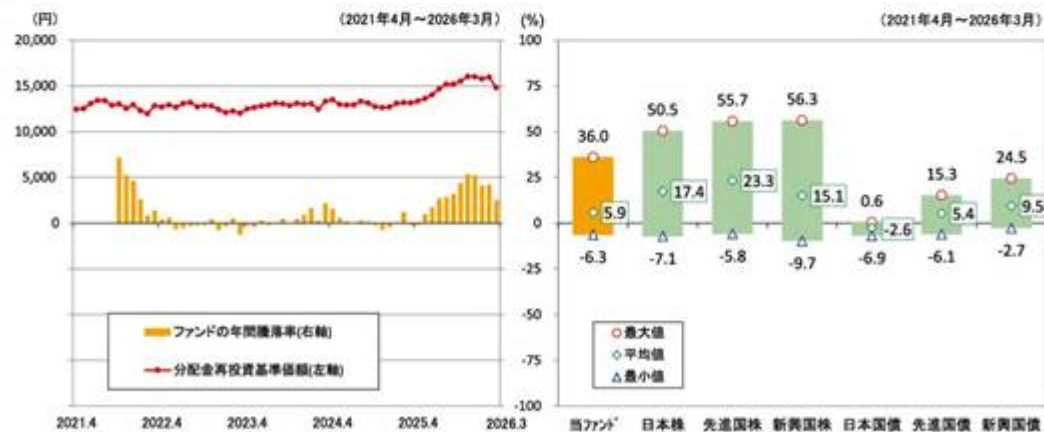 (円)
(2021年4月～2026年3月)
20,000
15,000
10,000
5,000
0
ファンドの年間騰落率(右軸)
分配金再投資基準価額(左軸)
2021.4 2022.4 2023.4 2024.4 2025.4 2026.3
(%)
(2021年4月～2026年3月)
100
75
50
25
0
-25
-50
-75
-100
36.0 50.5 55.7 56.3 0.6 15.3 24.5
5.9 17.4 23.3 15.1 -2.6 5.4 9.5
-6.3 -7.1 -5.8 -9.7 -6.9 -6.1 -2.7
最大値
平均値
最小値
当ファンド 日本株 先進国株 新興国株 日本国債 先進国債 新興国債